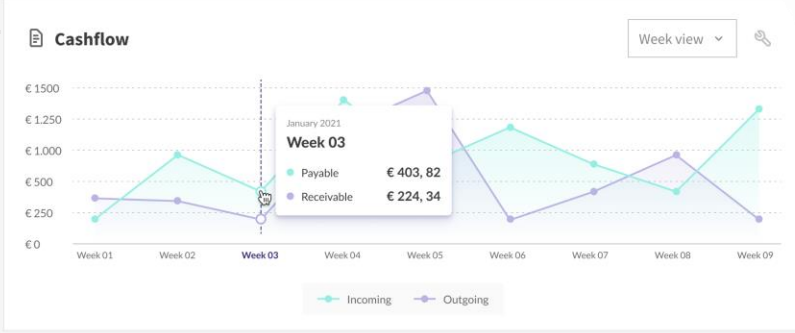 Cashflow
Week view
€ 1500
€ 1.250
€ 1.000
€ 500
€ 250
€ 0
January 2021
Week 03
Payable € 403, 82
Receivable € 224, 34
Week 01 Week 02 Week 03 Week 04 Week 05 Week 06 Week 07 Week 08 Week 09
Incoming Outgoing